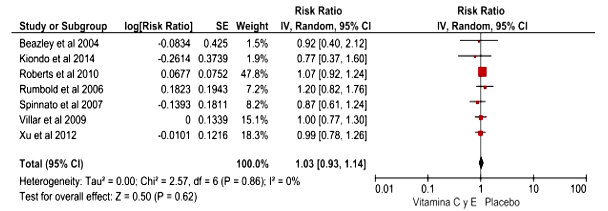 Risk Ratio Risk Ratio
Study or Subgroup log[Risk Ratio] SE Weight IV, Random, 95% CI IV, Random, 95% CI
Beazley et al 2004 -0.0834 0.425 1.5% 0.92 [0.40, 2.12]
Kiondo et al 2014 -0.2614 0.3739 2.0% 0.77 [0.37, 1.60]
Roberts et al 2010 0.0677 0.0752 47.8% 1.07 [0.92, 1.24]
Rumbold et al 2006 0.1823 0.1943 7.2% 1.20 [0.82, 1.76]
Spinnato et al 2007 -0.1393 0.1811 8.2% 0.87 [0.61, 1.24]
Villar et al 2009 0 0.1339 15.1% 1.00 [0.77, 1.30]
Xu et al 2012 -0.0101 0.1216 18.3% 0.99 [0.78, 1.26]
Total (95% CI) 100.0% 1.03 [0.93, 1.14]
Heterogeneity: Tau² = 0.00; Chi² = 2.57, df = 6 (P = 0.86); I² = 0%
Test for overall effect: Z = 0.50 (P = 0.62)
0.01 0.1 1 10 100
Vitamina C y E Placebo